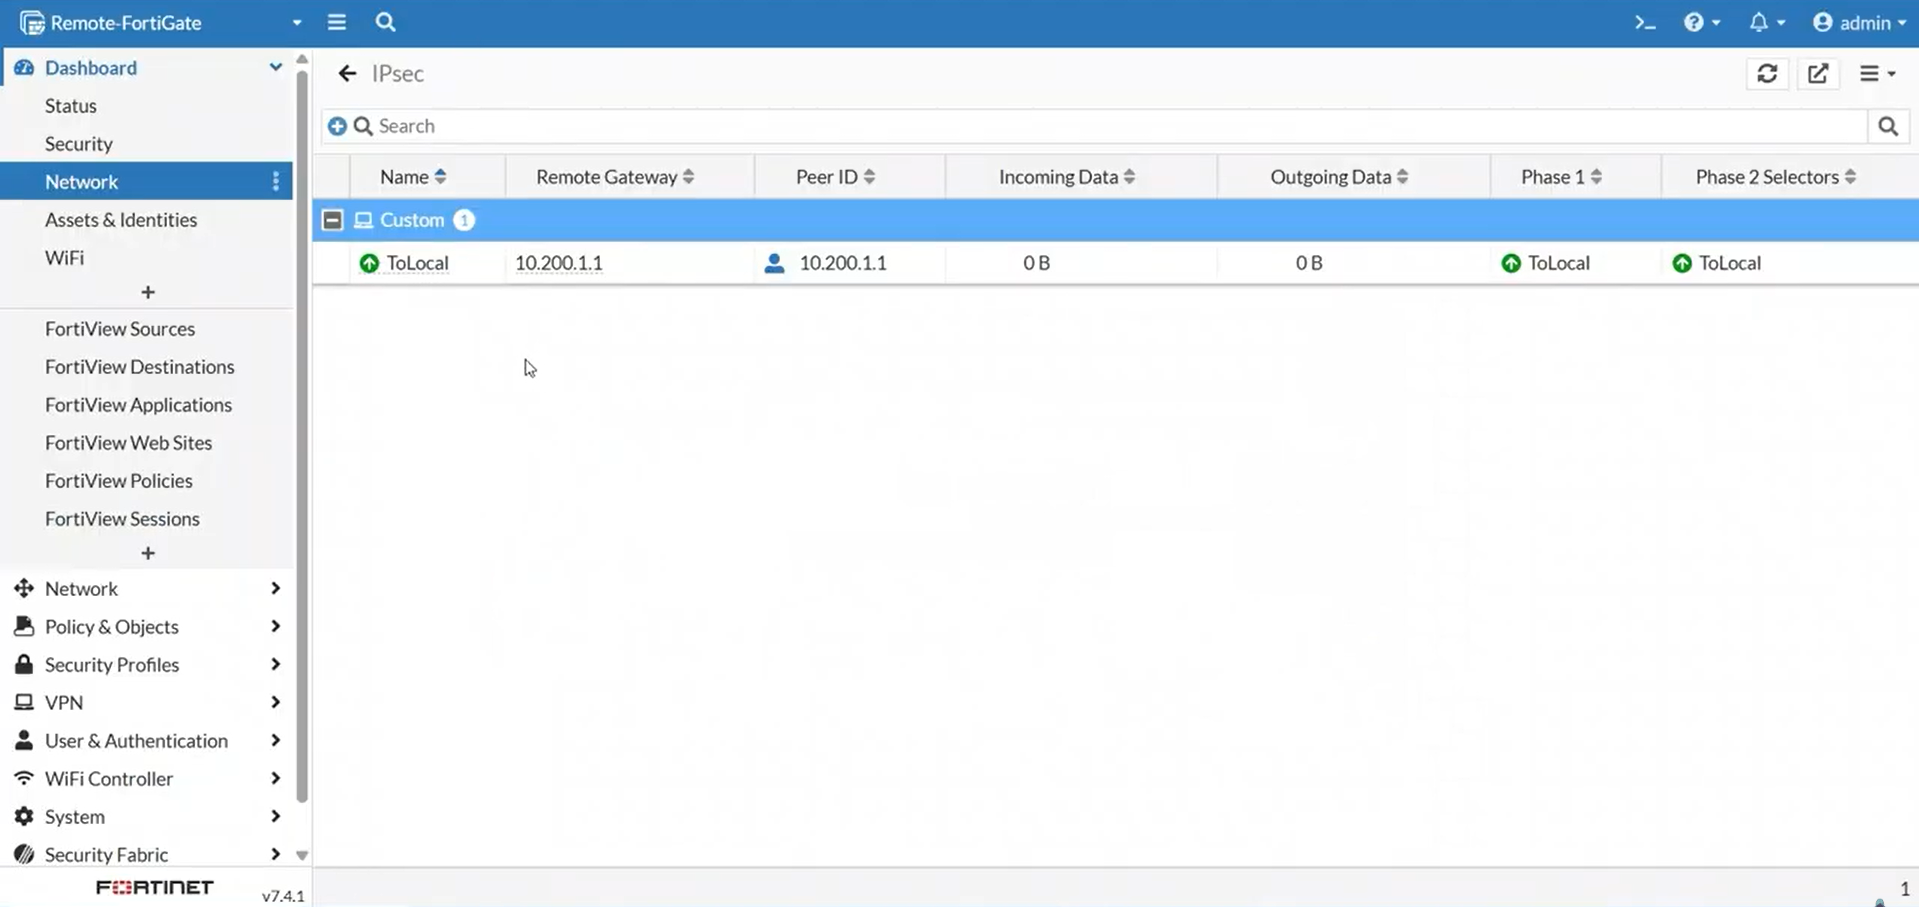 Remote-FortiGate
admin
Dashboard
Status
Security
Network
Assets & Identities
WiFi
FortiView Sources
FortiView Destinations
FortiView Applications
FortiView Web Sites
FortiView Policies
FortiView Sessions
Network
Policy & Objects
Security Profiles
VPN
User & Authentication
WiFi Controller
System
Security Fabric
FORTINET v7.4.1
IPsec
Search
Name Remote Gateway Peer ID Incoming Data Outgoing Data Phase 1 Phase 2 Selectors
Custom 1
ToLocal 10.200.1.1 10.200.1.1 0 B 0 B ToLocal ToLocal
1